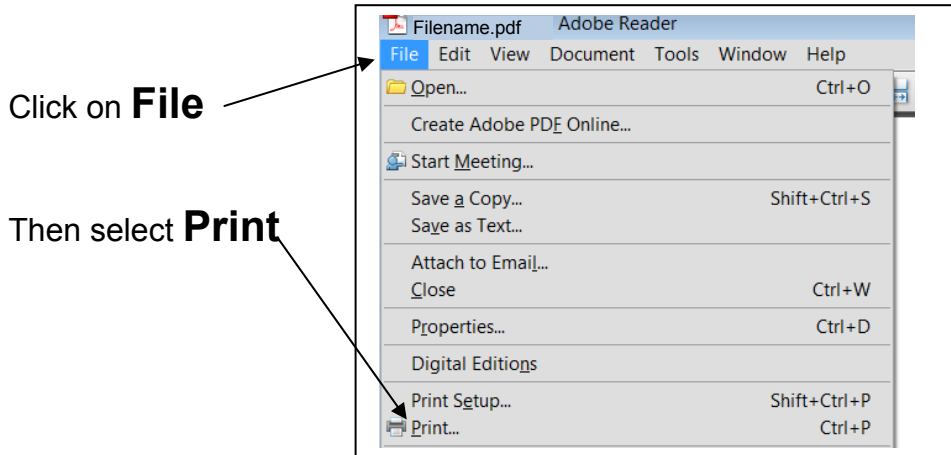 Filename.pdf Adobe Reader
File Edit View Document Tools Window Help
Click on File
Open... Ctrl+O
Create Adobe PDF Online...
Start Meeting...
Save a Copy... Shift+Ctrl+S
Then select Print
Save as Text...
Attach to Email...
Close Ctrl+W
Properties... Ctrl+D
Digital Editions
Print Setup... Shift+Ctrl+P
Print... Ctrl+P